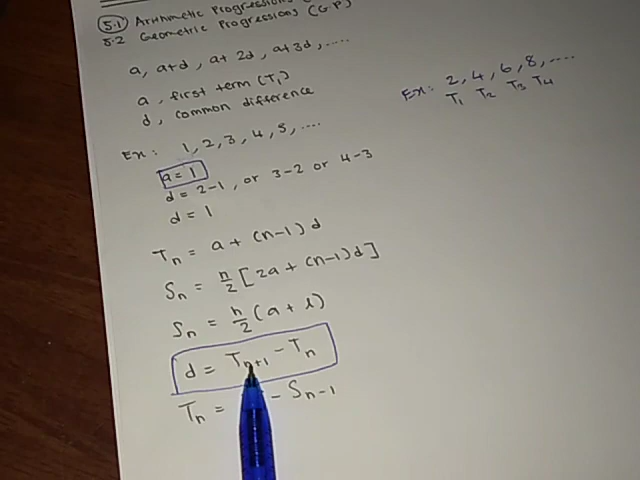 5.1 Arithmetic Progressions
5.2 Geometric Progressions (GP)
a, a+d, a+2d, a+3d, .....
a, first term (T₁)
d, common difference
Ex: 1, 2, 3, 4, 5, ....
a = 1
d = 2-1, or 3-2 or 4-3
d = 1
Tₙ = a + (n-1)d
Sₙ = n/2 [2a + (n-1)d]
Sₙ = n/2 (a + l)
d = Tₙ₊₁ - Tₙ
Tₙ = - Sₙ₋₁
Ex: 2, 4, 6, 8, ....
T₁ T₂ T₃ T₄